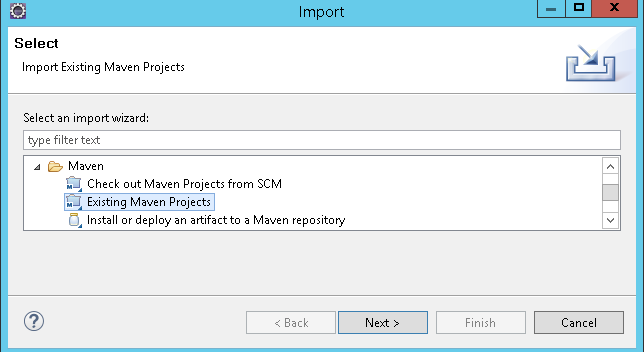 Import
Select
Import Existing Maven Projects
Select an import wizard:
type filter text
Maven
Check out Maven Projects from SCM
Existing Maven Projects
Install or deploy an artifact to a Maven repository
< Back
Next >
Finish
Cancel